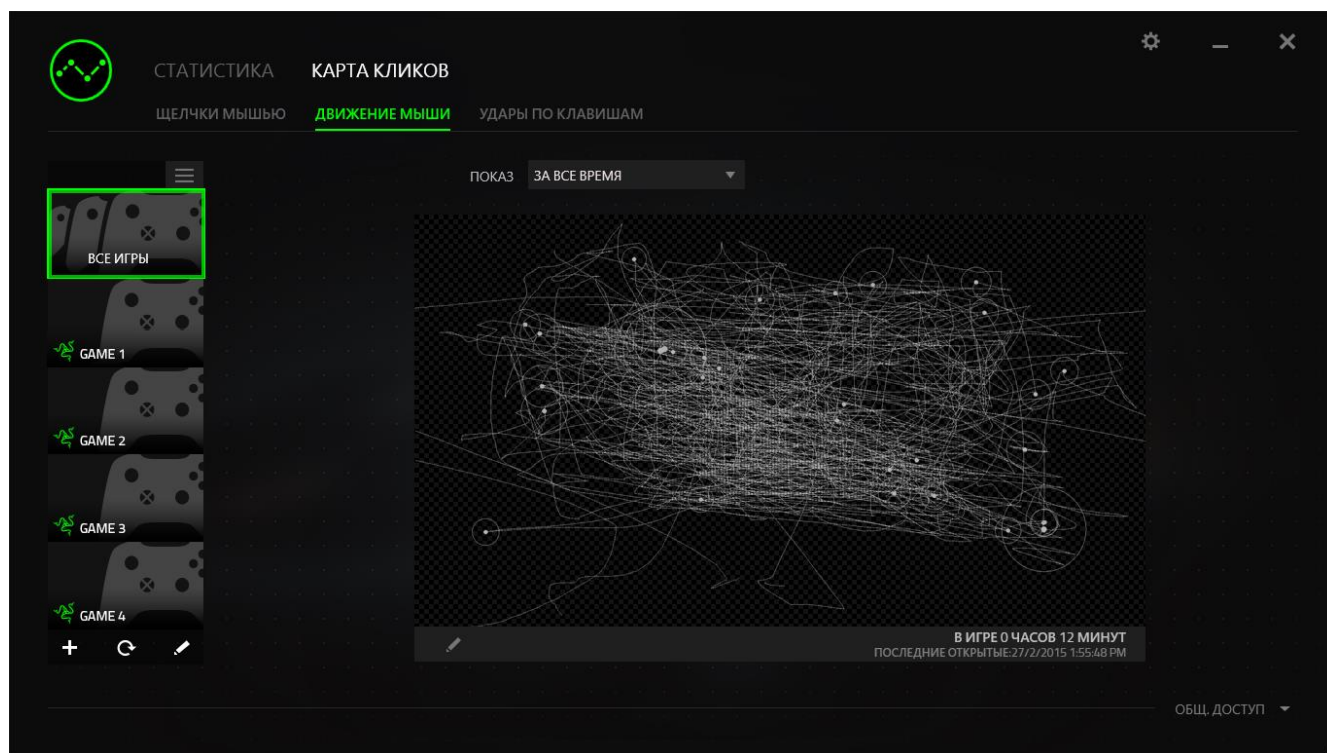 СТАТИСТИКА КАРТА КЛИКОВ
ЩЕЛЧКИ МЫШЬЮ ДВИЖЕНИЕ МЫШИ УДАРЫ ПО КЛАВИШАМ
ПОКАЗ ЗА ВСЕ ВРЕМЯ
ВСЕ ИГРЫ
GAME 1
GAME 2
GAME 3
GAME 4
В ИГРЕ 0 ЧАСОВ 12 МИНУТ
ПОСЛЕДНИЕ ОТКРЫТЫЕ:27/2/2015 1:55:48 PM
ОБЩ. ДОСТУП